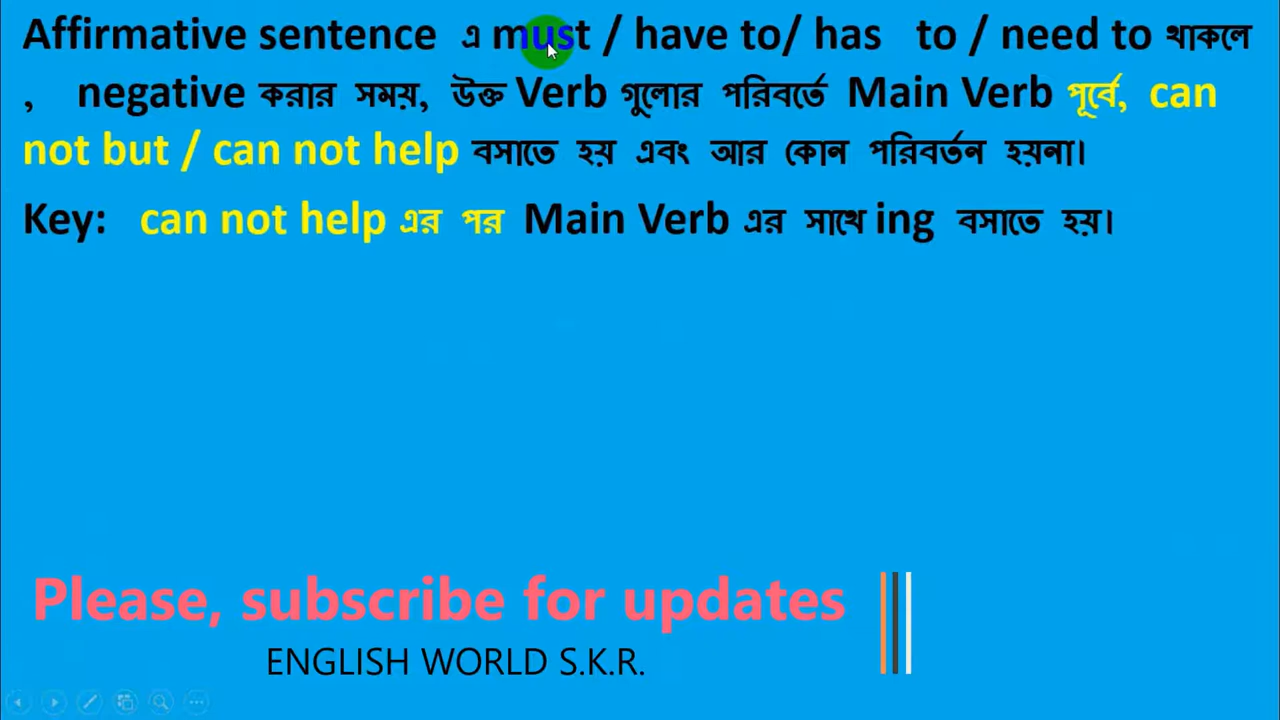 Affirmative sentence এ must / have to/ has to / need to থাকলে
, negative করার সময়, উক্ত Verb গুলোর পরিবর্তে Main Verb পূর্বে, can
not but / can not help বসাতে হয় এবং আর কোন পরিবর্তন হয়না।
Key: can not help এর পর Main Verb এর সাথে ing বসাতে হয়।
Please, subscribe for updates
ENGLISH WORLD S.K.R.